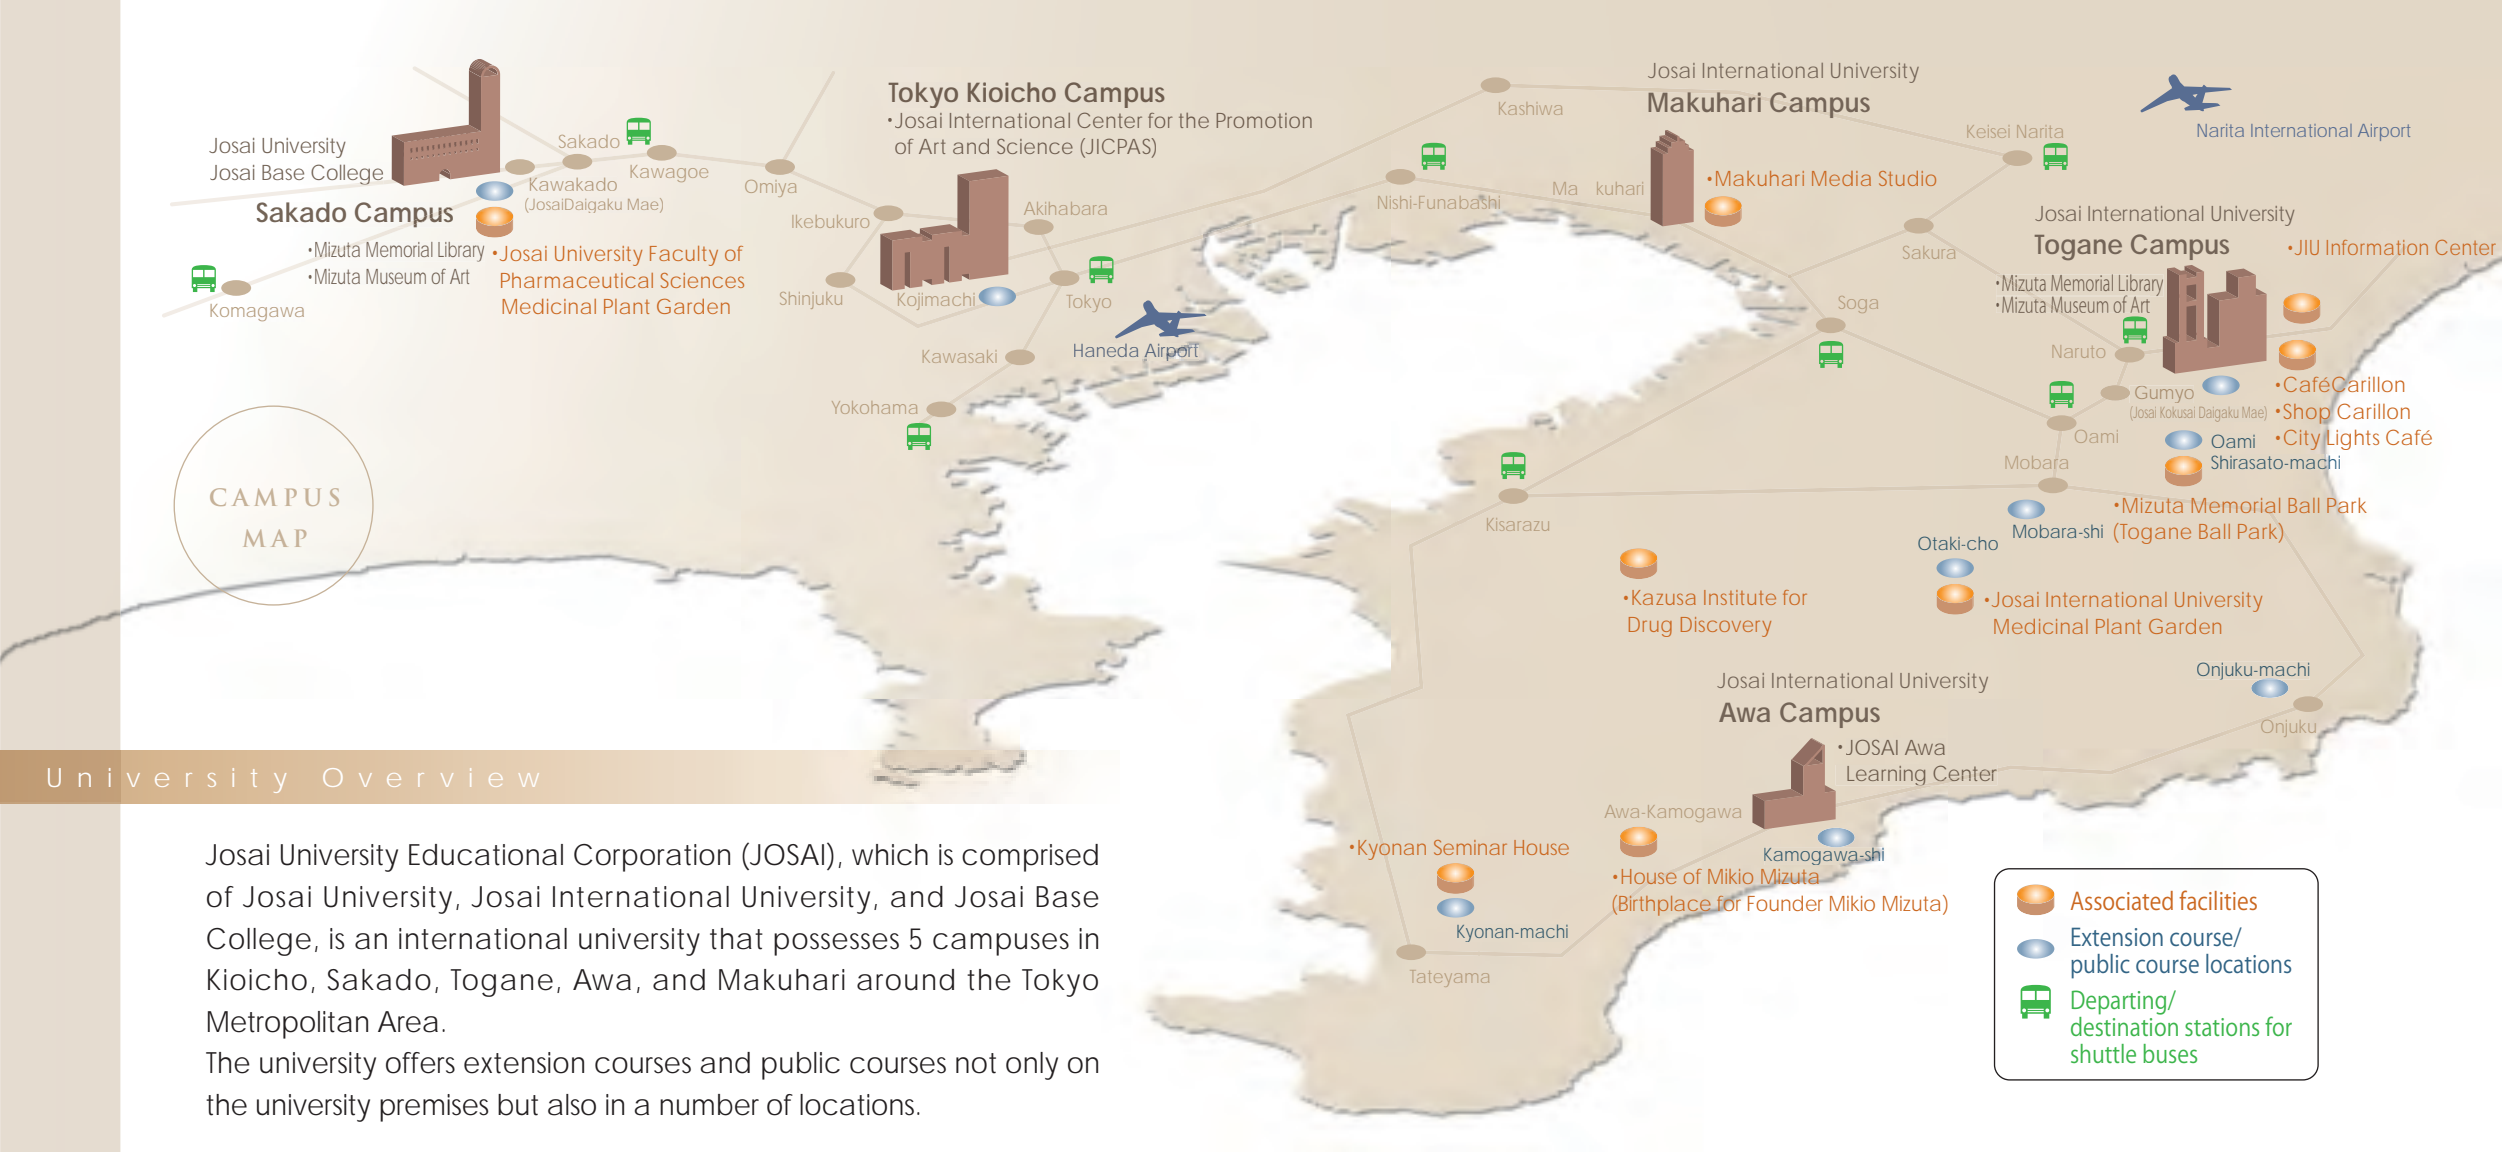 Josai University
Josai Base College
Sakado Campus
•Mizuta Memorial Library
•Mizuta Museum of Art
•Josai University Faculty of
Pharmaceutical Sciences
Medicinal Plant Garden
Sakado
Kawagoe
Kawakado
(JosaiDaigaku Mae)
Komagawa
Omiya
Ikebukuro
Shinjuku
Tokyo Kioicho Campus
•Josai International Center for the Promotion
of Art and Science (JICPAS)
Akihabara
Kojimachi
Tokyo
Haneda Airport
Kawasaki
Yokohama
Kashiwa
Nishi-Funabashi
Josai International University
Makuhari Campus
Ma kuhari
•Makuhari Media Studio
Keisei Narita
Narita International Airport
Sakura
Soga
Josai International University
Togane Campus
•JIU Information Center
•Mizuta Memorial Library
•Mizuta Museum of Art
Naruto
Gumyo
(Josai Kokusai Daigaku Mae)
•CaféCarillon
•Shop Carillon
•City Lights Café
Oami
Oami
Shirasato-machi
Mobara
•Mizuta Memorial Ball Park
(Togane Ball Park)
Mobara-shi
Kisarazu
Otaki-cho
•Josai International University
Medicinal Plant Garden
•Kazusa Institute for
Drug Discovery
Onjuku-machi
Onjuku
Josai International University
Awa Campus
•JOSAI Awa
Learning Center
Awa-Kamogawa
Kamogawa-shi
•House of Mikio Mizuta
(Birthplace for Founder Mikio Mizuta)
•Kyonan Seminar House
Kyonan-machi
Tateyama
CAMPUS
MAP
University Overview
Josai University Educational Corporation (JOSAI), which is comprised
of Josai University, Josai International University, and Josai Base
College, is an international university that possesses 5 campuses in
Kioicho, Sakado, Togane, Awa, and Makuhari around the Tokyo
Metropolitan Area.
The university offers extension courses and public courses not only on
the university premises but also in a number of locations.
Associated facilities
Extension course/
public course locations
Departing/
destination stations for
shuttle buses